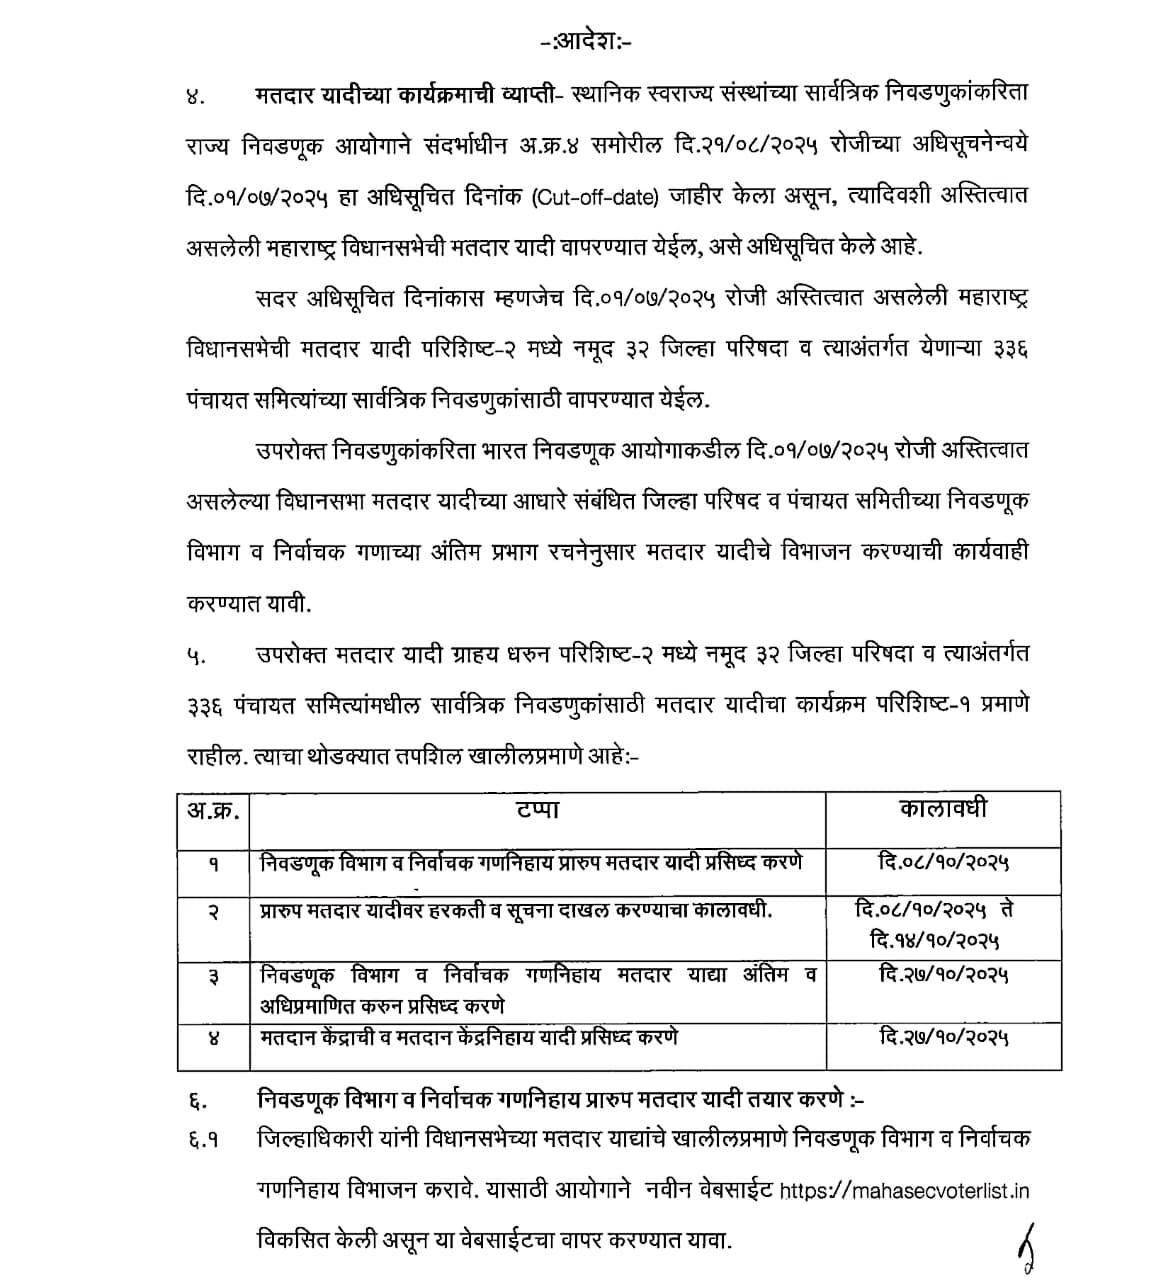 -:आदेश:-
४. मतदार यादीच्या कार्यक्रमाची व्याप्ती- स्थानिक स्वराज्य संस्थांच्या सार्वत्रिक निवडणुकांकरिता
राज्य निवडणूक आयोगाने संदर्भाधीन अ.क्र.४ समोरील दि.२१/०८/२०२५ रोजीच्या अधिसूचनेन्वये
दि.०१/०७/२०२५ हा अधिसूचित दिनांक (Cut-off-date) जाहीर केला असून, त्यादिवशी अस्तित्वात
असलेली महाराष्ट्र विधानसभेची मतदार यादी वापरण्यात येईल, असे अधिसूचित केले आहे.
सदर अधिसूचित दिनांकास म्हणजेच दि.०१/०७/२०२५ रोजी अस्तित्वात असलेली महाराष्ट्र
विधानसभेची मतदार यादी परिशिष्ट-२ मध्ये नमूद ३२ जिल्हा परिषदा व त्याअंतर्गत येणाऱ्या ३३६
पंचायत समित्यांच्या सार्वत्रिक निवडणुकांसाठी वापरण्यात येईल.
उपरोक्त निवडणुकांकरिता भारत निवडणूक आयोगाकडील दि.०१/०७/२०२५ रोजी अस्तित्वात
असलेल्या विधानसभा मतदार यादीच्या आधारे संबंधित जिल्हा परिषद व पंचायत समितीच्या निवडणूक
विभाग व निर्वाचक गणाच्या अंतिम प्रभाग रचनेनुसार मतदार यादीचे विभाजन करण्याची कार्यवाही
करण्यात यावी.
५. उपरोक्त मतदार यादी ग्राहय धरुन परिशिष्ट-२ मध्ये नमूद ३२ जिल्हा परिषदा व त्याअंतर्गत
३३६ पंचायत समित्यांमधील सार्वत्रिक निवडणुकांसाठी मतदार यादीचा कार्यक्रम परिशिष्ट-१ प्रमाणे
राहील. त्याचा थोडक्यात तपशिल खालीलप्रमाणे आहे:-
अ.क्र. टप्पा कालावधी
१ निवडणूक विभाग व निर्वाचक गणनिहाय प्रारुप मतदार यादी प्रसिध्द करणे दि.०८/१०/२०२५
२ प्रारुप मतदार यादीवर हरकती व सूचना दाखल करण्याचा कालावधी. दि.०८/१०/२०२५ ते
दि.१४/१०/२०२५
३ निवडणूक विभाग व निर्वाचक गणनिहाय मतदार याद्या अंतिम व दि.२७/१०/२०२५
अधिप्रमाणित करुन प्रसिध्द करणे
४ मतदान केंद्राची व मतदान केंद्रनिहाय यादी प्रसिध्द करणे दि.२७/१०/२०२५
६. निवडणूक विभाग व निर्वाचक गणनिहाय प्रारुप मतदार यादी तयार करणे :-
६.१ जिल्हाधिकारी यांनी विधानसभेच्या मतदार याद्यांचे खालीलप्रमाणे निवडणूक विभाग व निर्वाचक
गणनिहाय विभाजन करावे. यासाठी आयोगाने नवीन वेबसाईट https://mahasecvoterlist.in
विकसित केली असून या वेबसाईटचा वापर करण्यात यावा.